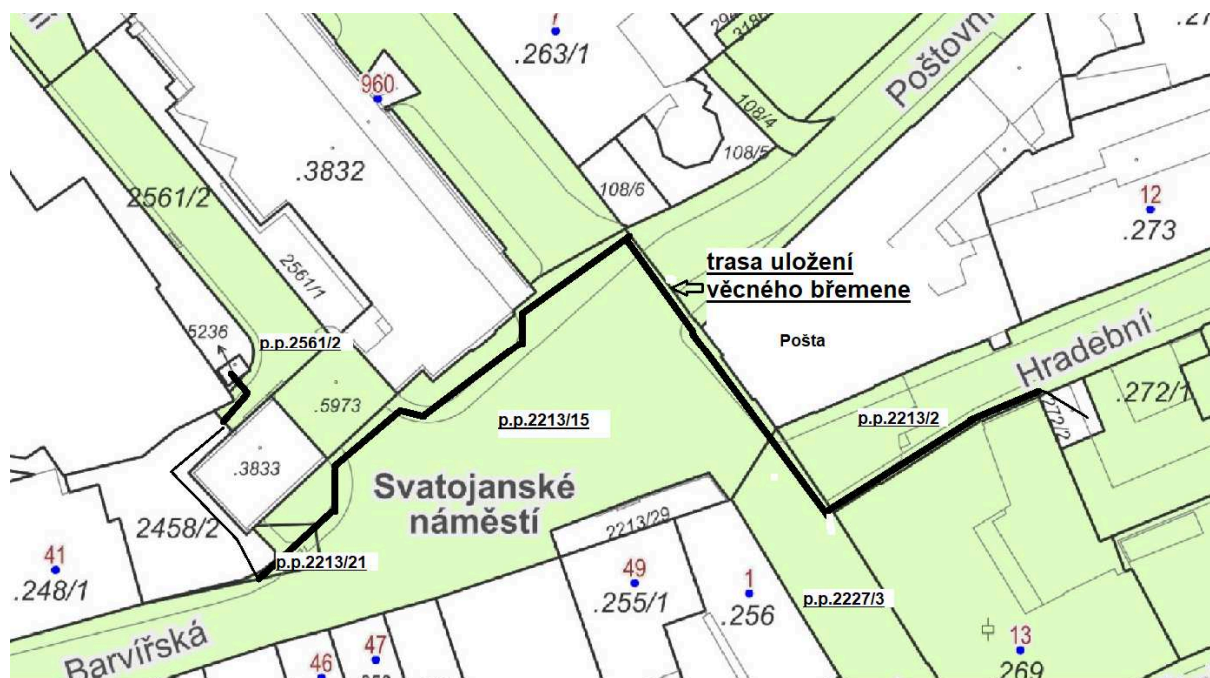 7
.263/1
Poštovní
960
108/4
108/5
108/6
.3832
2561/2
12
.273
trasa uložení
věcného břemene
2561/1
Pošta
5236
p.p.2561/2
Hradební
.272/1
272/2
.5973
p.p.2213/15
p.p.2213/2
.3833
Svatojanské
náměstí
2458/2
2213/29
41
.248/1
p.p.2213/21
49
.255/1
1
.256
p.p.2227/3
Barvířská
46
47
13
269